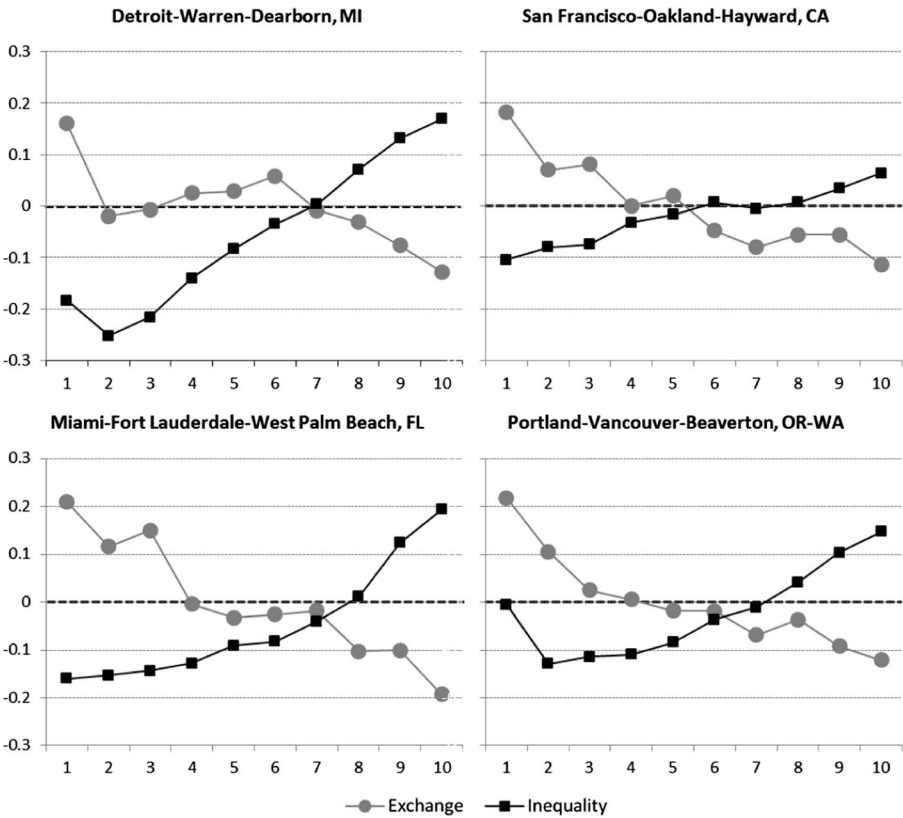 Detroit-Warren-Dearborn, MI
San Francisco-Oakland-Hayward, CA
0.3
0.2
0.1
0
-0.1
-0.2
-0.3
1 2 3 4 5 6 7 8 9 10
1 2 3 4 5 6 7 8 9 10
Miami-Fort Lauderdale-West Palm Beach, FL
Portland-Vancouver-Beaverton, OR-WA
0.3
0.2
0.1
0
-0.1
-0.2
-0.3
1 2 3 4 5 6 7 8 9 10
1 2 3 4 5 6 7 8 9 10
Exchange Inequality